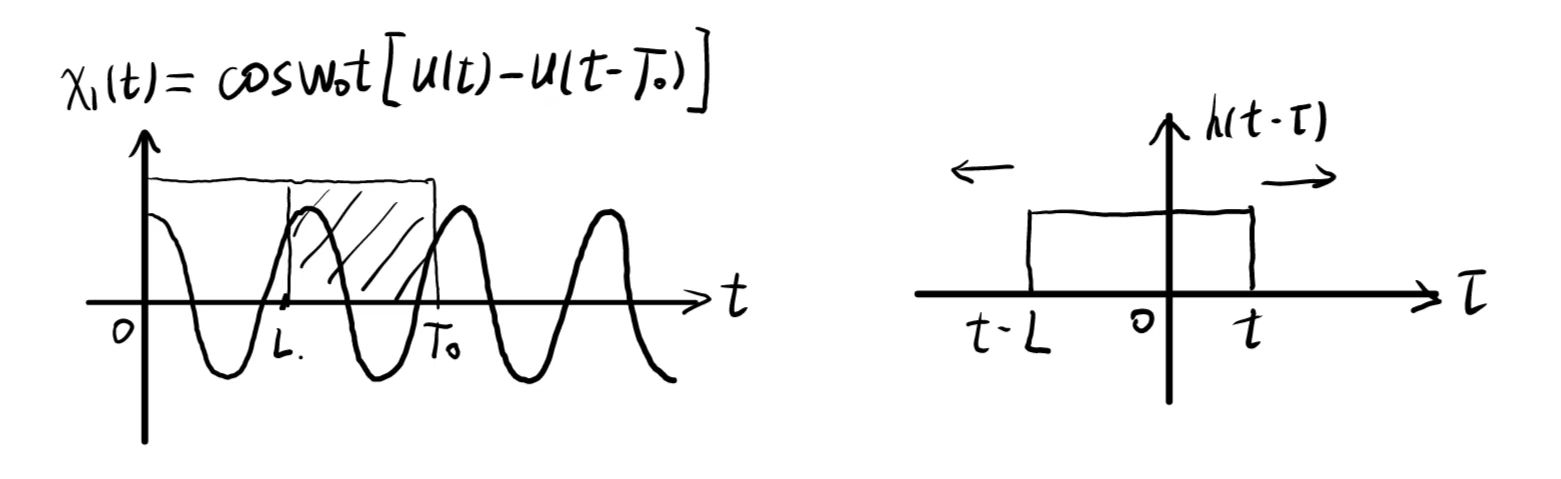 x₁(t) = cosω₀t[u(t)-u(t-T₀)]
h(t-τ)
t
τ
0
L.
T₀
t-L
0
t